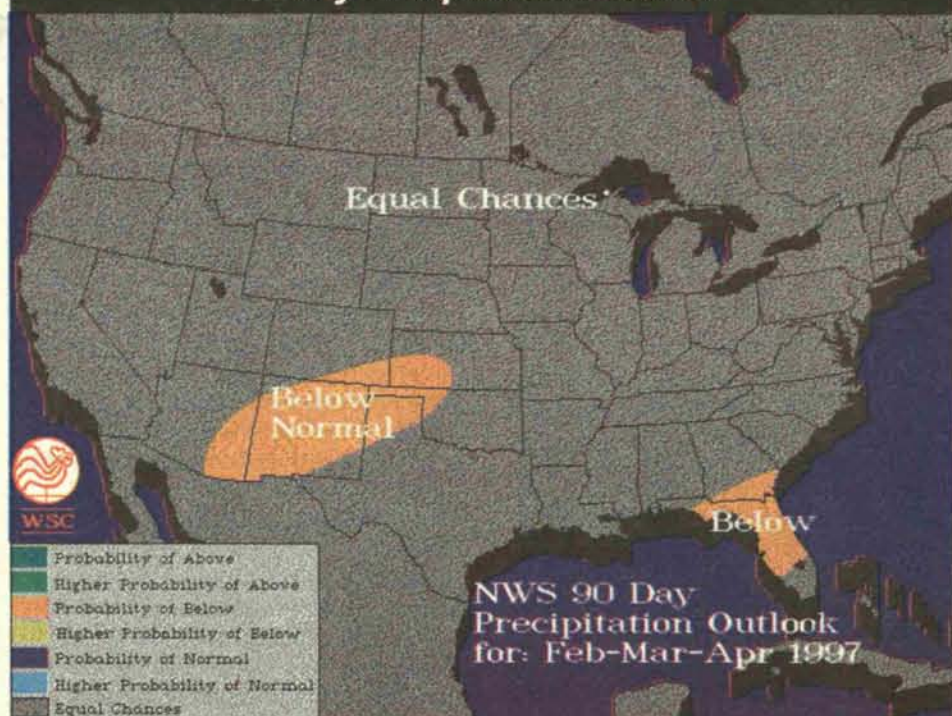 Equal Chances
Below
Normal
WSC
Below
Probability of Above
Higher Probability of Above
Probability of Below
Higher Probability of Below
Probability of Normal
Higher Probability of Normal
Equal Chances
NWS 90 Day
Precipitation Outlook
for: Feb-Mar-Apr 1997